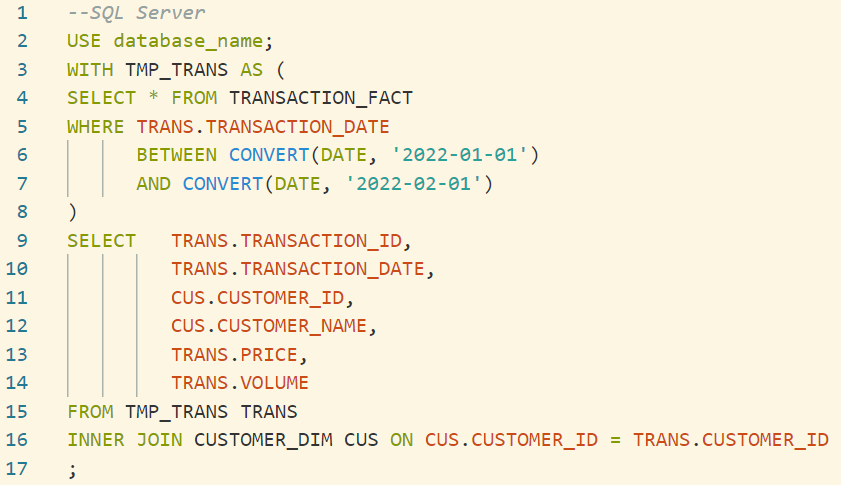 1 --SQL Server
2 USE database_name;
3 WITH TMP_TRANS AS (
4 SELECT * FROM TRANSACTION_FACT
5 WHERE TRANS.TRANSACTION_DATE
6 BETWEEN CONVERT(DATE, '2022-01-01')
7 AND CONVERT(DATE, '2022-02-01')
8 )
9 SELECT TRANS.TRANSACTION_ID,
10 TRANS.TRANSACTION_DATE,
11 CUS.CUSTOMER_ID,
12 CUS.CUSTOMER_NAME,
13 TRANS.PRICE,
14 TRANS.VOLUME
15 FROM TMP_TRANS TRANS
16 INNER JOIN CUSTOMER_DIM CUS ON CUS.CUSTOMER_ID = TRANS.CUSTOMER_ID
17 ;